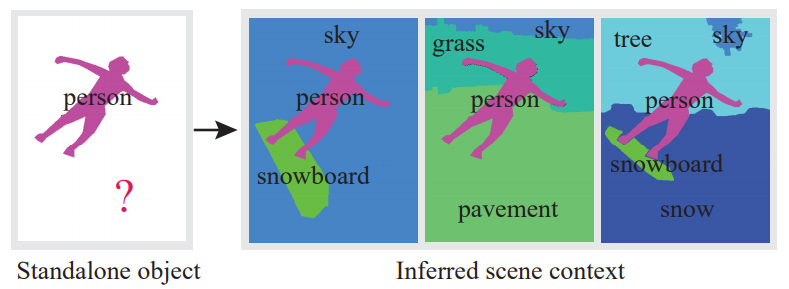 person
?
sky
person
snowboard
grass
sky
person
pavement
tree
sky
person
snowboard
snow
Standalone object
Inferred scene context